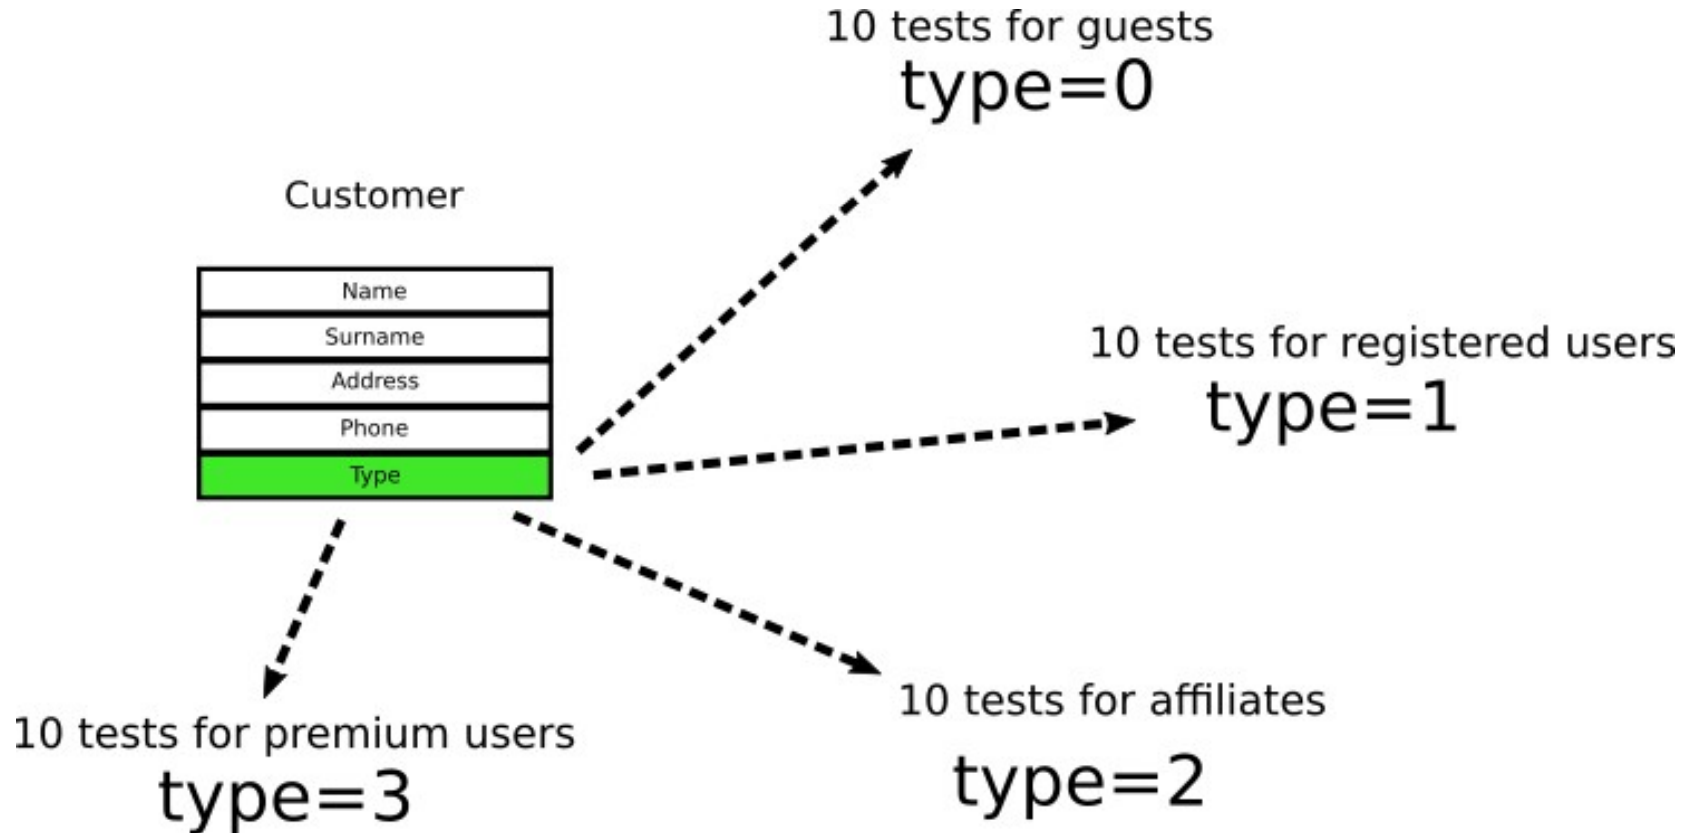 10 tests for guests
type=0
Customer
Name
Surname
Address
Phone
Type
10 tests for registered users
type=1
10 tests for affiliates
type=2
10 tests for premium users
type=3